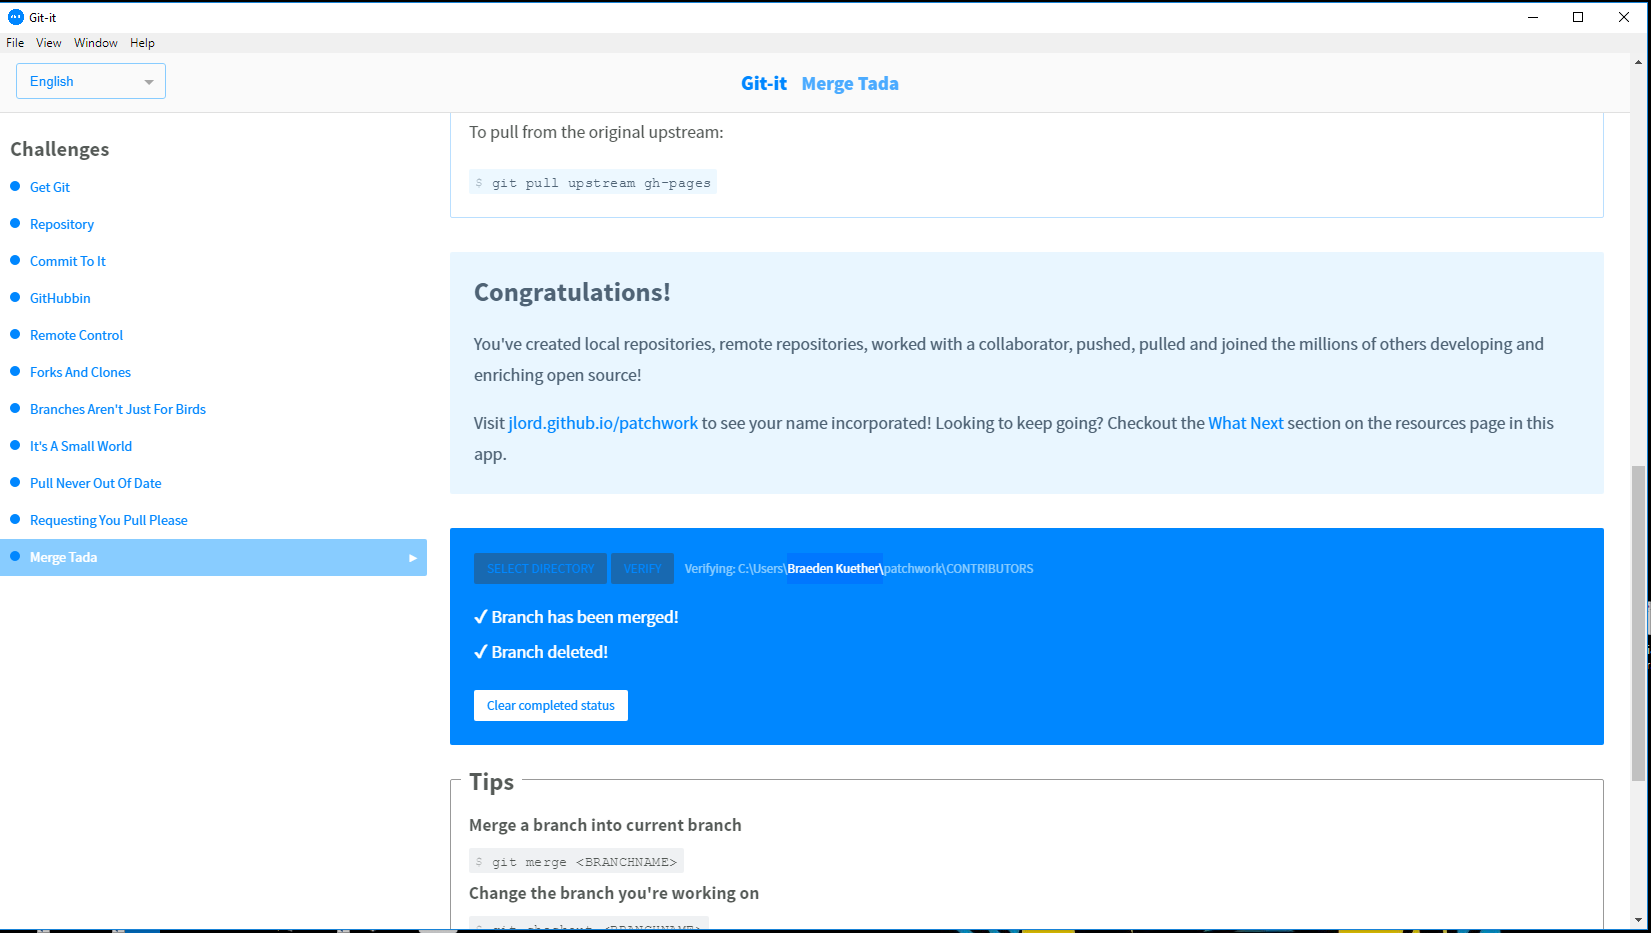 Git-it
File View Window Help
English
Git-it Merge Tada
Challenges
Get Git
Repository
Commit To It
GitHubbin
Remote Control
Forks And Clones
Branches Aren't Just For Birds
It's A Small World
Pull Never Out Of Date
Requesting You Pull Please
Merge Tada
To pull from the original upstream:
$ git pull upstream gh-pages
Congratulations!
You've created local repositories, remote repositories, worked with a collaborator, pushed, pulled and joined the millions of others developing and
enriching open source!
Visit jlord.github.io/patchwork to see your name incorporated! Looking to keep going? Checkout the What Next section on the resources page in this
app.
SELECT DIRECTORY VERIFY Verifying: C:\Users\Braeden Kuether\patchwork\CONTRIBUTORS
✓ Branch has been merged!
✓ Branch deleted!
Clear completed status
Tips
Merge a branch into current branch
$ git merge <BRANCHNAME>
Change the branch you're working on
$ git checkout <BRANCHNAME>